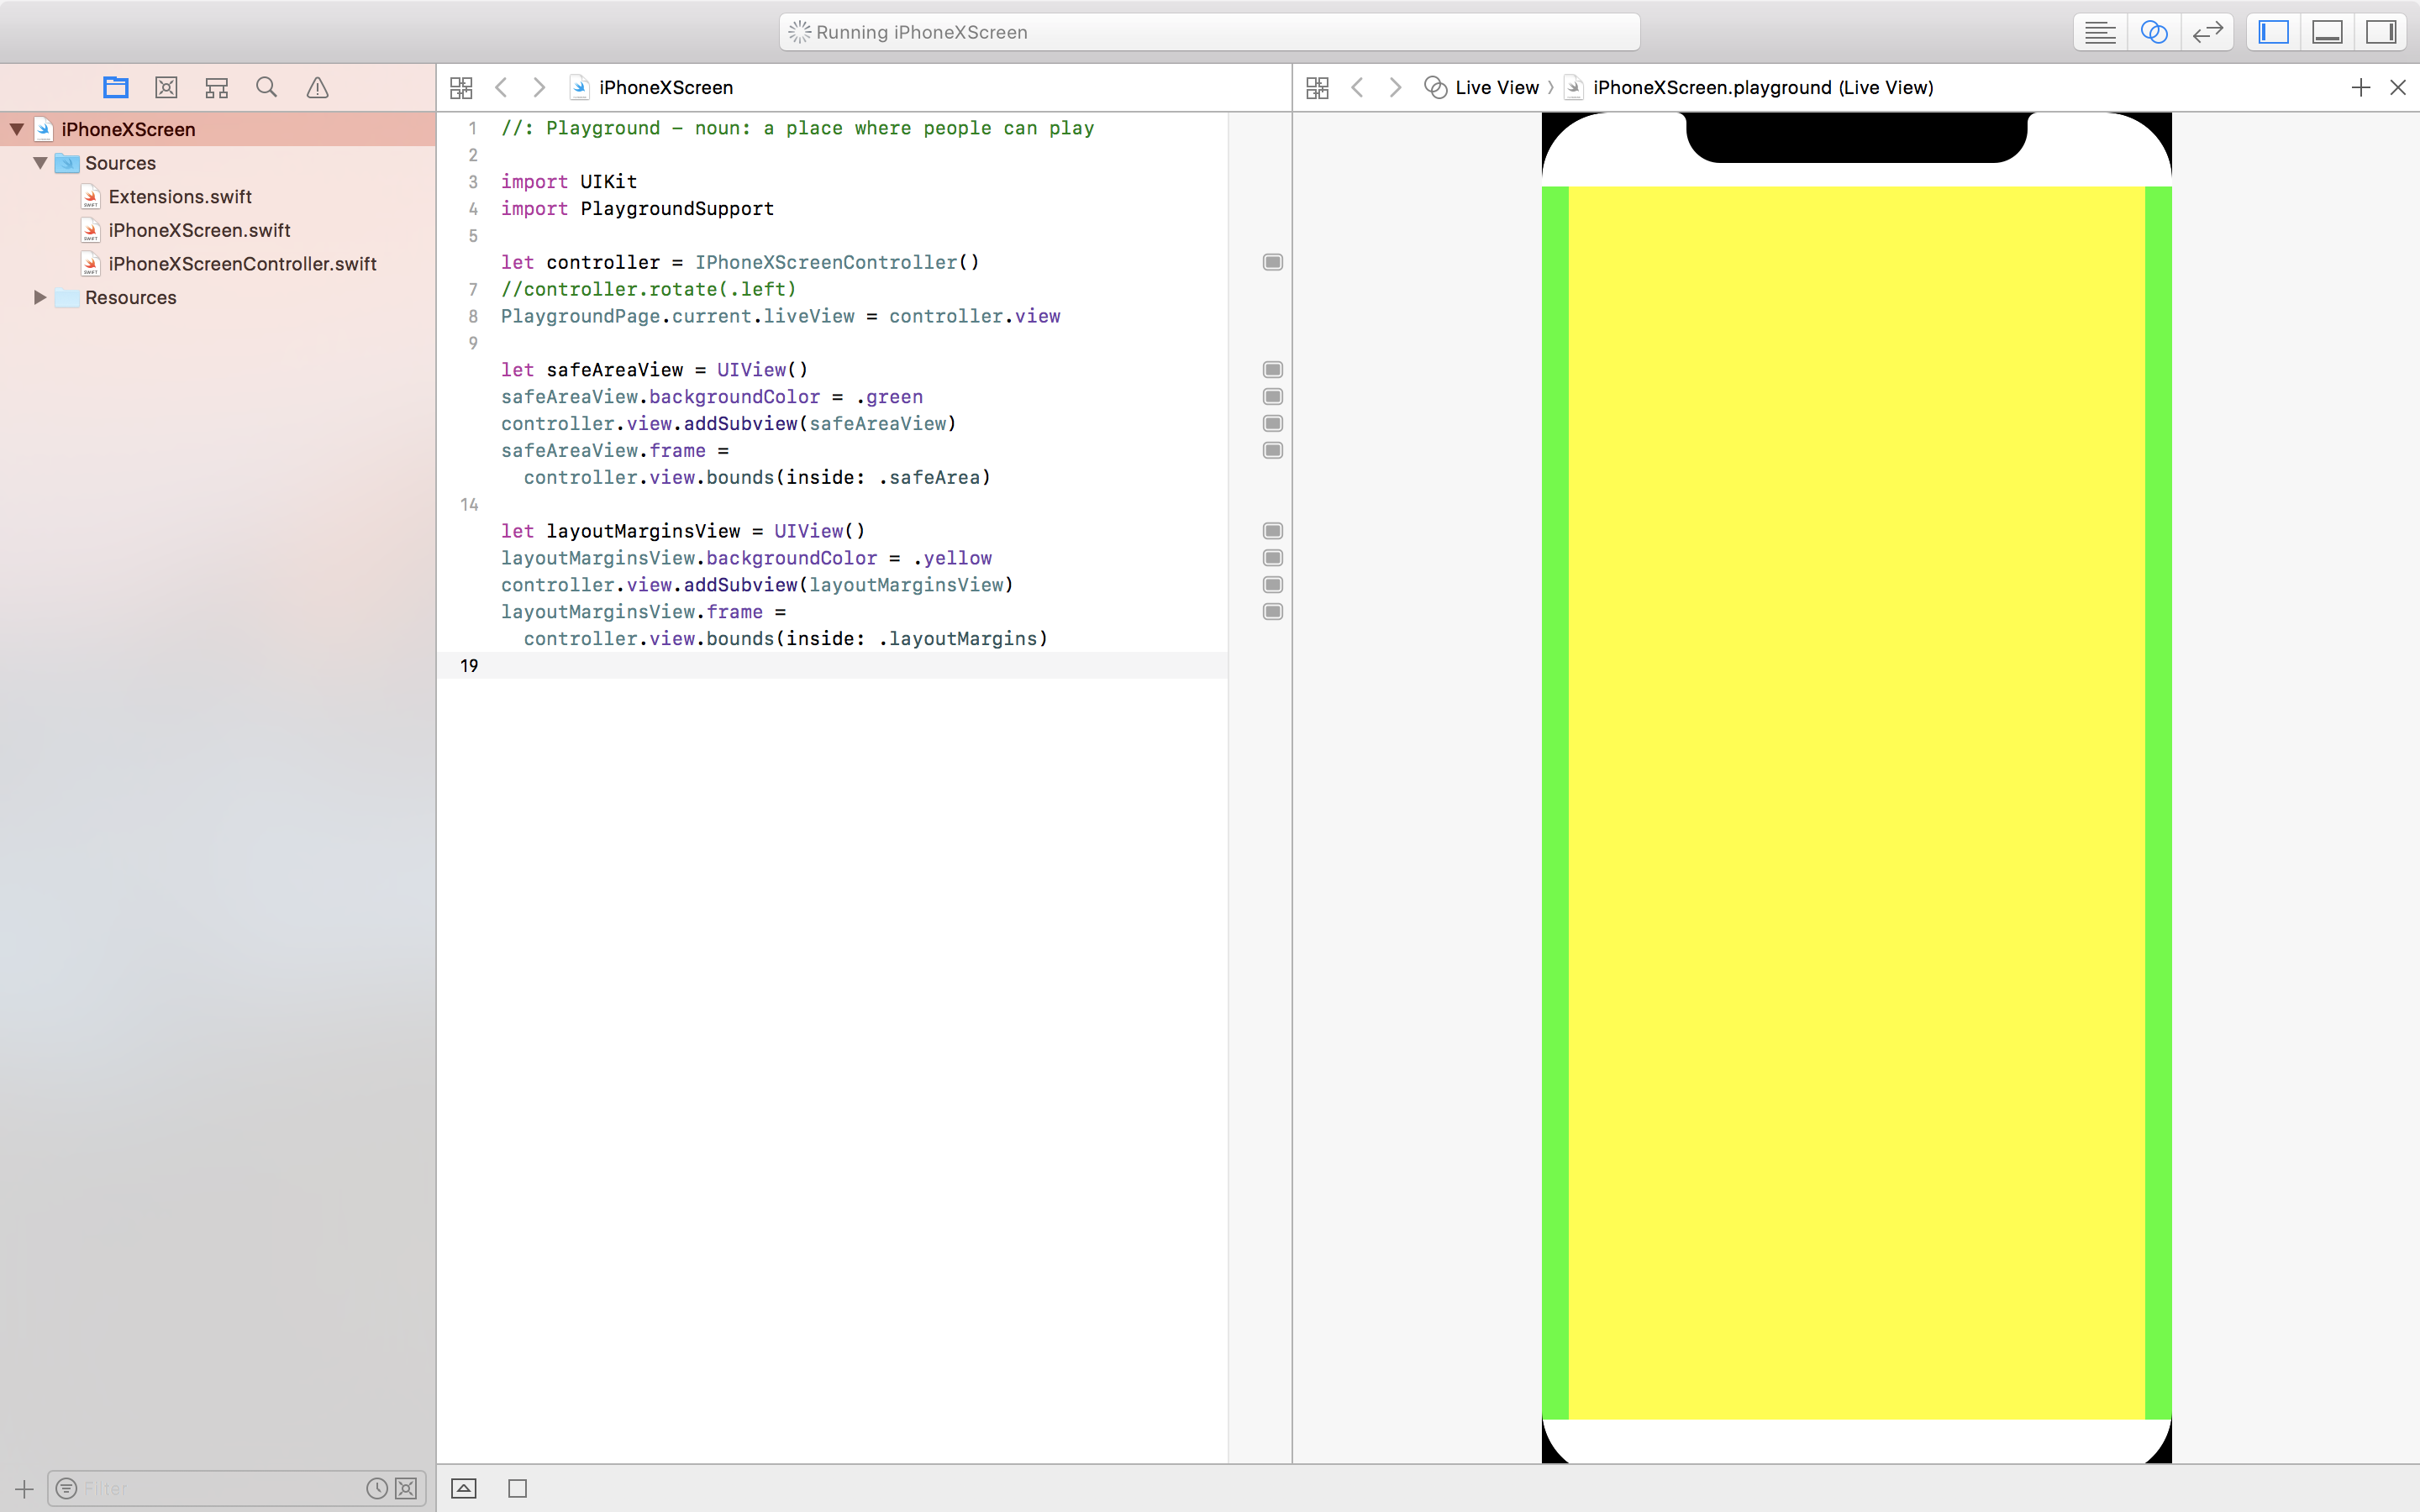 Running iPhoneXScreen
iPhoneXScreen
Live View 〉 iPhoneXScreen.playground (Live View)
iPhoneXScreen
Sources
Extensions.swift
iPhoneXScreen.swift
iPhoneXScreenController.swift
Resources
1 //: Playground – noun: a place where people can play
2
3 import UIKit
4 import PlaygroundSupport
5
let controller = IPhoneXScreenController()
7 //controller.rotate(.left)
8 PlaygroundPage.current.liveView = controller.view
9
let safeAreaView = UIView()
safeAreaView.backgroundColor = .green
controller.view.addSubview(safeAreaView)
safeAreaView.frame =
controller.view.bounds(inside: .safeArea)
14
let layoutMarginsView = UIView()
layoutMarginsView.backgroundColor = .yellow
controller.view.addSubview(layoutMarginsView)
layoutMarginsView.frame =
controller.view.bounds(inside: .layoutMargins)
19
Filter